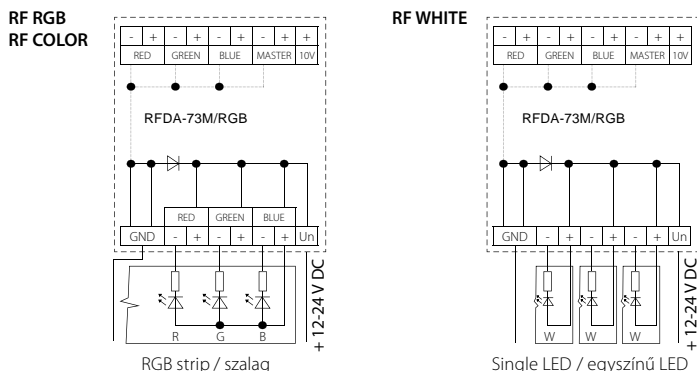 RF RGB
RF COLOR
- + - + - + - + +
RED GREEN BLUE MASTER 10V
RFDA-73M/RGB
RED GREEN BLUE
GND - + - + - + Un
R G B
+ 12-24 V DC
RGB strip / szalag
RF WHITE
- + - + - + - + +
RED GREEN BLUE MASTER 10V
RFDA-73M/RGB
GND - + - + - + Un
W W W
+ 12-24 V DC
Single LED / egyszínű LED